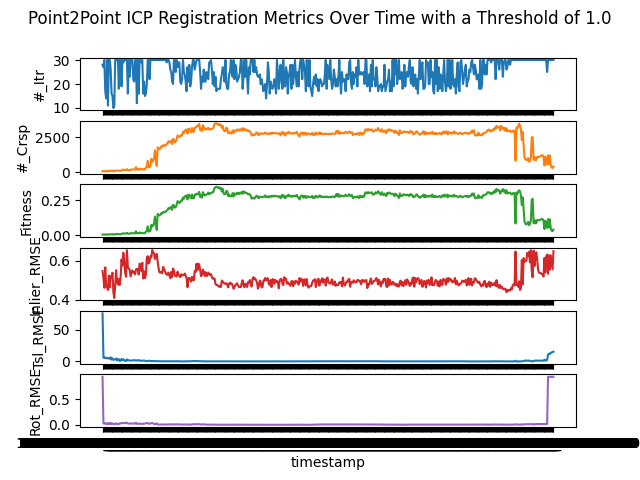 Point2Point ICP Registration Metrics Over Time with a Threshold of 1.0
#_Itr
30
20
10
#_Crsp
2500
0
Fitness
0.25
0.00
Inlier_RMSE
0.6
0.4
Tsl_RMSE
50
0
Rot_RMSE
0.5
0.0
timestamp